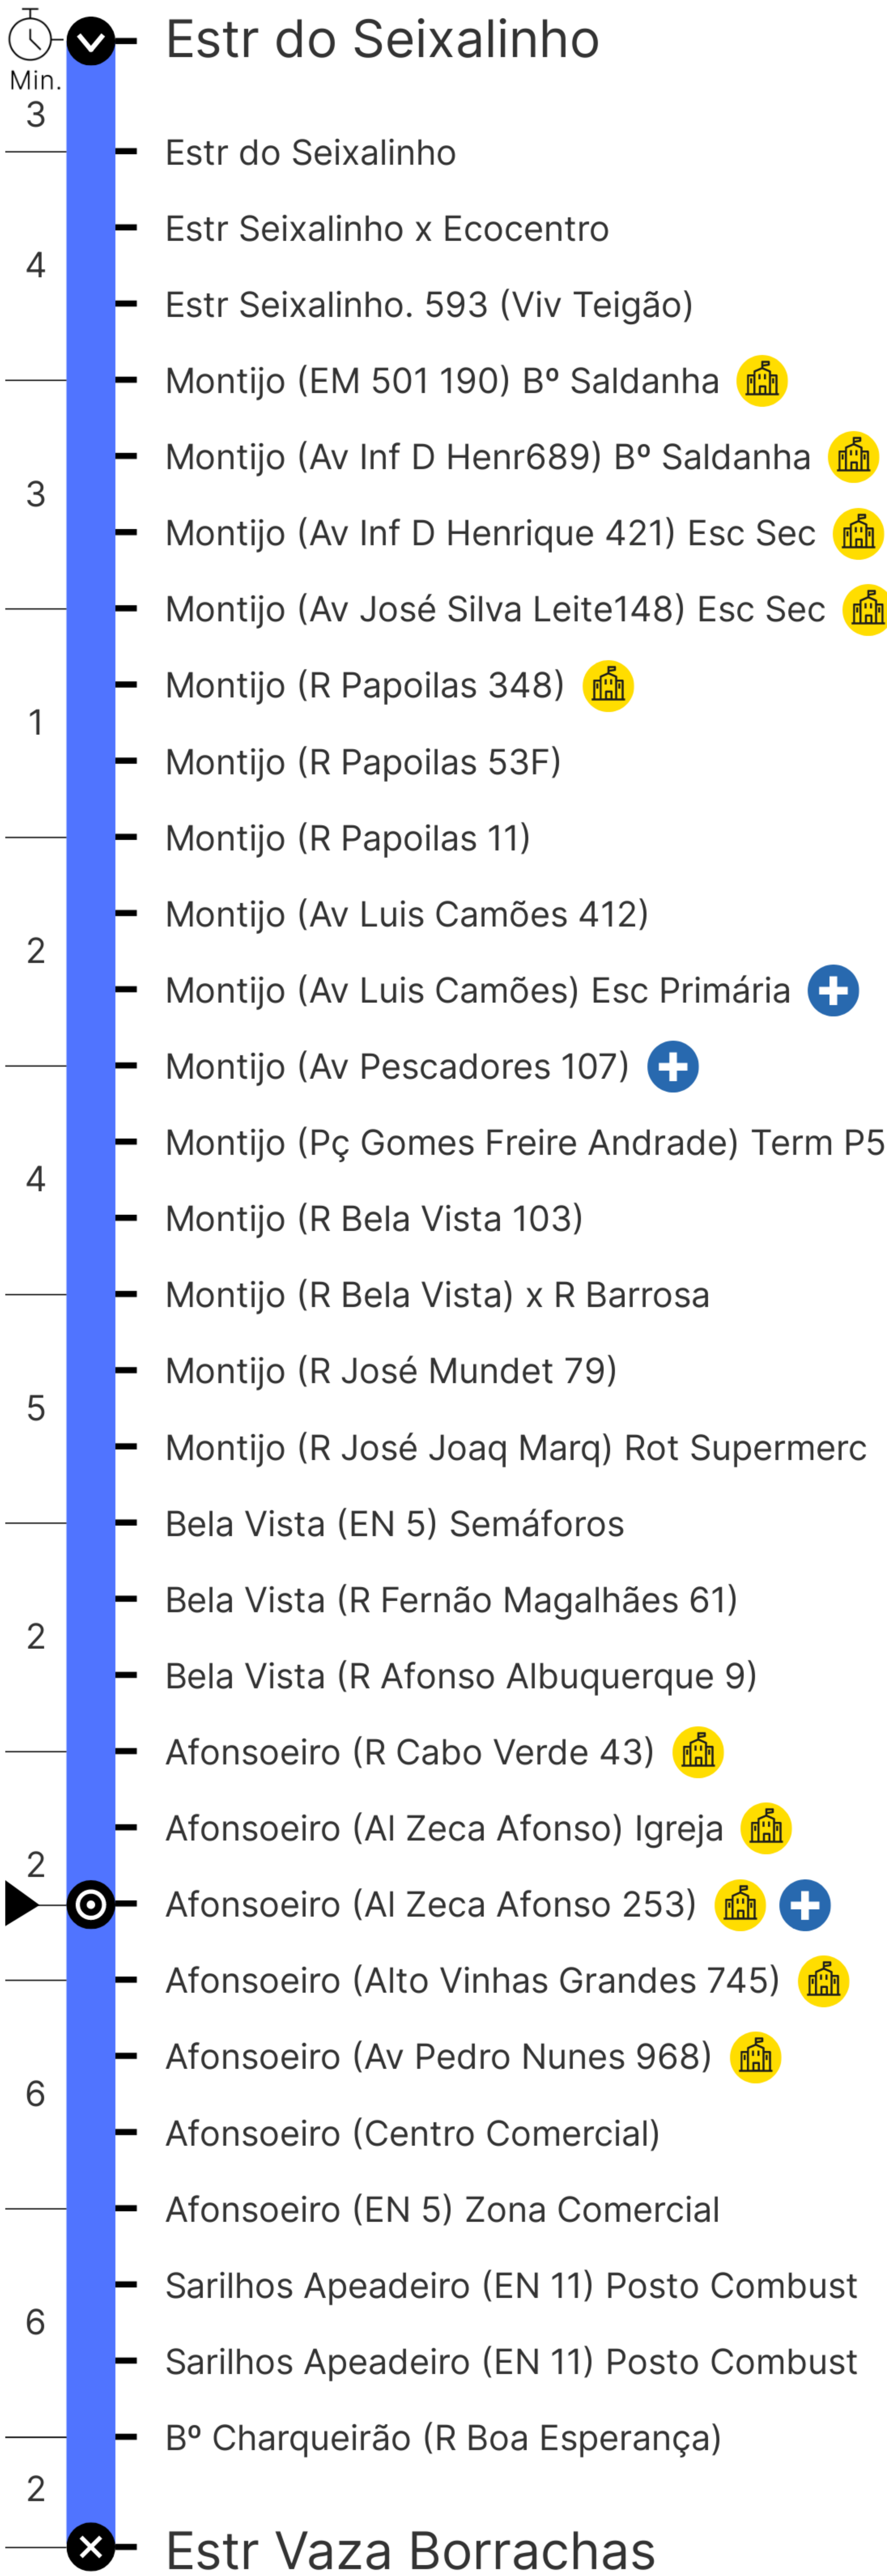 Estr do Seixalinho
Min.
3
Estr do Seixalinho
Estr Seixalinho x Ecocentro
4
Estr Seixalinho. 593 (Viv Teigão)
Montijo (EM 501 190) Bº Saldanha
Montijo (Av Inf D Henr689) Bº Saldanha
3
Montijo (Av Inf D Henrique 421) Esc Sec
Montijo (Av José Silva Leite148) Esc Sec
Montijo (R Papoilas 348)
1
Montijo (R Papoilas 53F)
Montijo (R Papoilas 11)
Montijo (Av Luis Camões 412)
2
Montijo (Av Luis Camões) Esc Primária
Montijo (Av Pescadores 107)
Montijo (Pç Gomes Freire Andrade) Term P5
4
Montijo (R Bela Vista 103)
Montijo (R Bela Vista) x R Barrosa
Montijo (R José Mundet 79)
5
Montijo (R José Joaq Marq) Rot Supermerc
Bela Vista (EN 5) Semáforos
Bela Vista (R Fernão Magalhães 61)
2
Bela Vista (R Afonso Albuquerque 9)
Afonsoeiro (R Cabo Verde 43)
Afonsoeiro (Al Zeca Afonso) Igreja
2
Afonsoeiro (Al Zeca Afonso 253)
Afonsoeiro (Alto Vinhas Grandes 745)
Afonsoeiro (Av Pedro Nunes 968)
6
Afonsoeiro (Centro Comercial)
Afonsoeiro (EN 5) Zona Comercial
Sarilhos Apeadeiro (EN 11) Posto Combust
6
Sarilhos Apeadeiro (EN 11) Posto Combust
Bº Charqueirão (R Boa Esperança)
2
Estr Vaza Borrachas